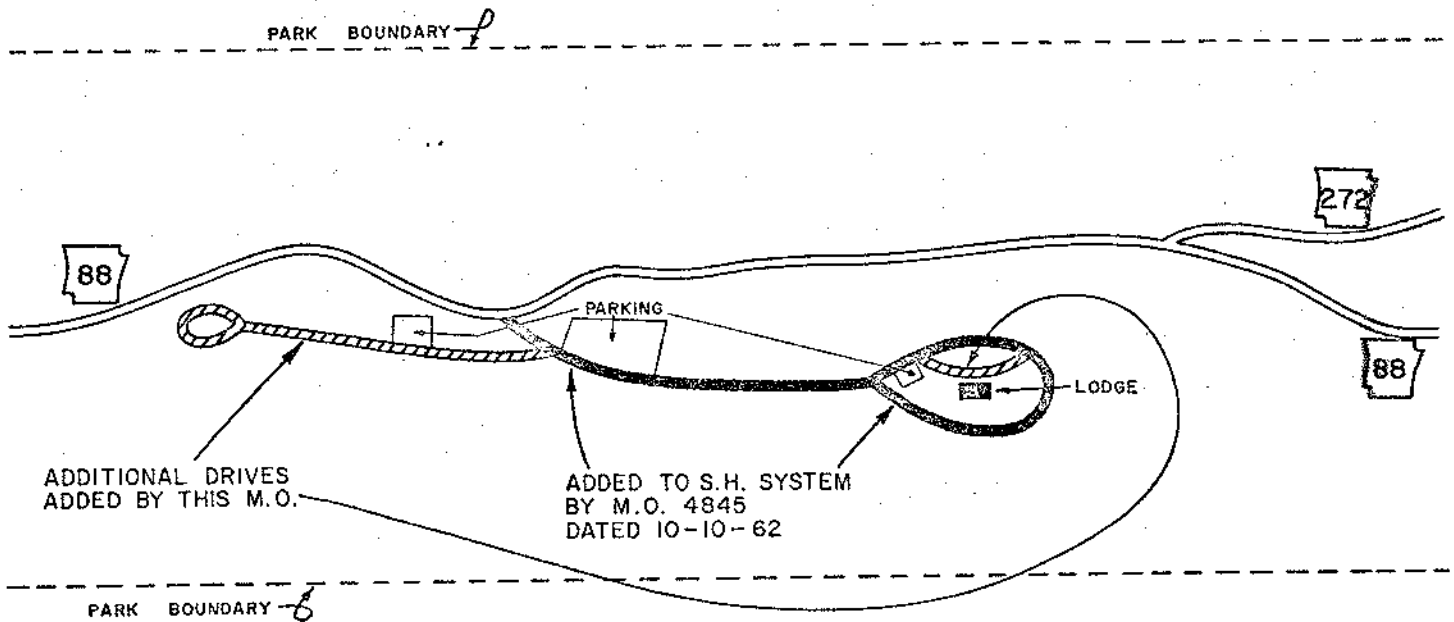 PARK BOUNDARY
272
88
PARKING
88
LODGE
ADDITIONAL DRIVES
ADDED BY THIS M.O.
ADDED TO S.H. SYSTEM
BY M.O. 4845
DATED 10-10-62
PARK BOUNDARY